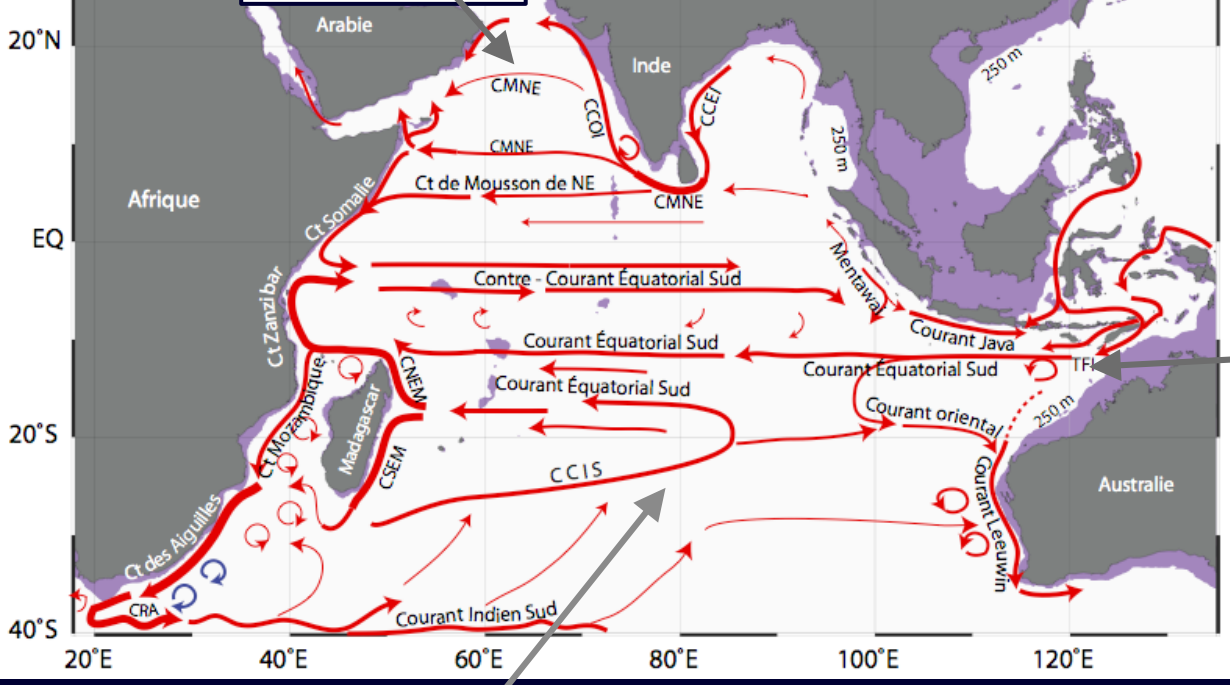 Arabie
20°N
Inde
250 m
CMNE
CCOI
CCEI
250 m
CMNE
Ct de Mousson de NE
Afrique
CMNE
Ct Somalie
EQ
Mentawai
Contre - Courant Équatorial Sud
Ct Zanzibar
Courant Java
Courant Équatorial Sud
Courant Équatorial Sud
TFI
CNEM
Courant Équatorial Sud
Ct Mozambique
Madagascar
Courant oriental
250 m
20°S
CSEM
CCIS
Courant Leeuwin
Australie
Ct des Aiguilles
CRA
Courant Indien Sud
40°S
20°E
40°E
60°E
80°E
100°E
120°E